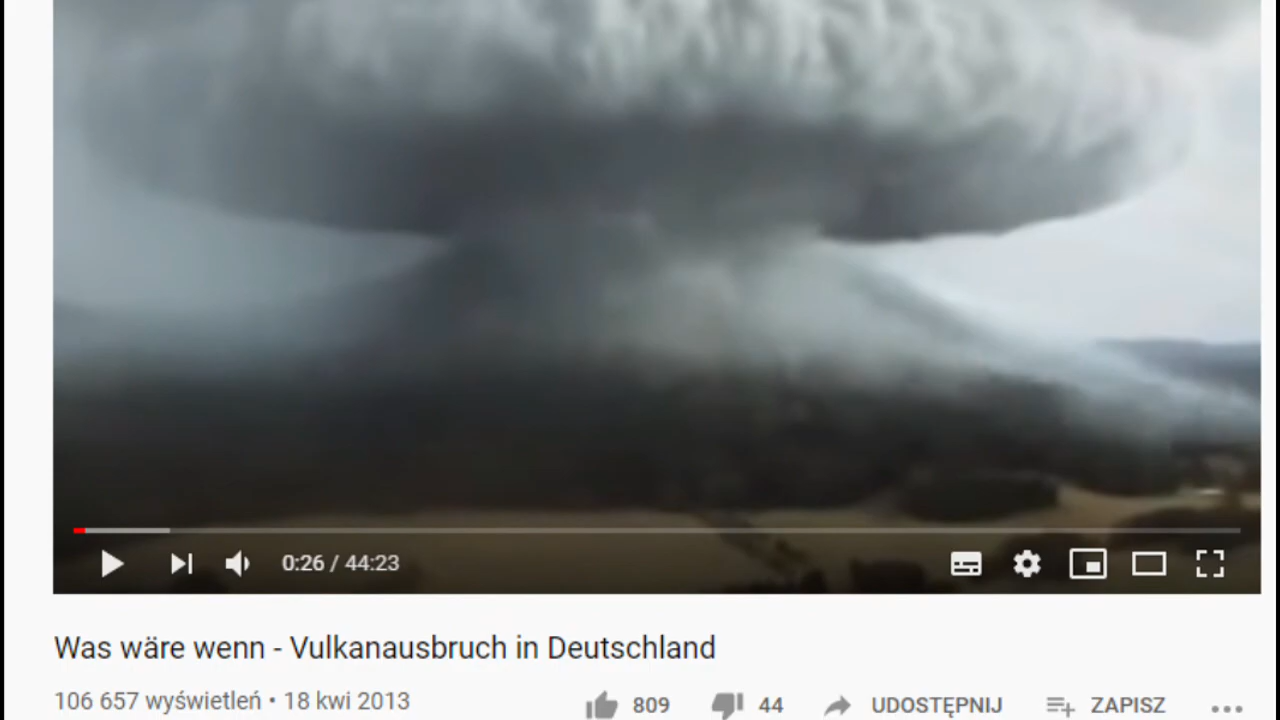 0:26 / 44:23
Was wäre wenn - Vulkanausbruch in Deutschland
106 657 wyświetleń • 18 kwi 2013 809 44 UDOSTĘPNIJ ZAPISZ